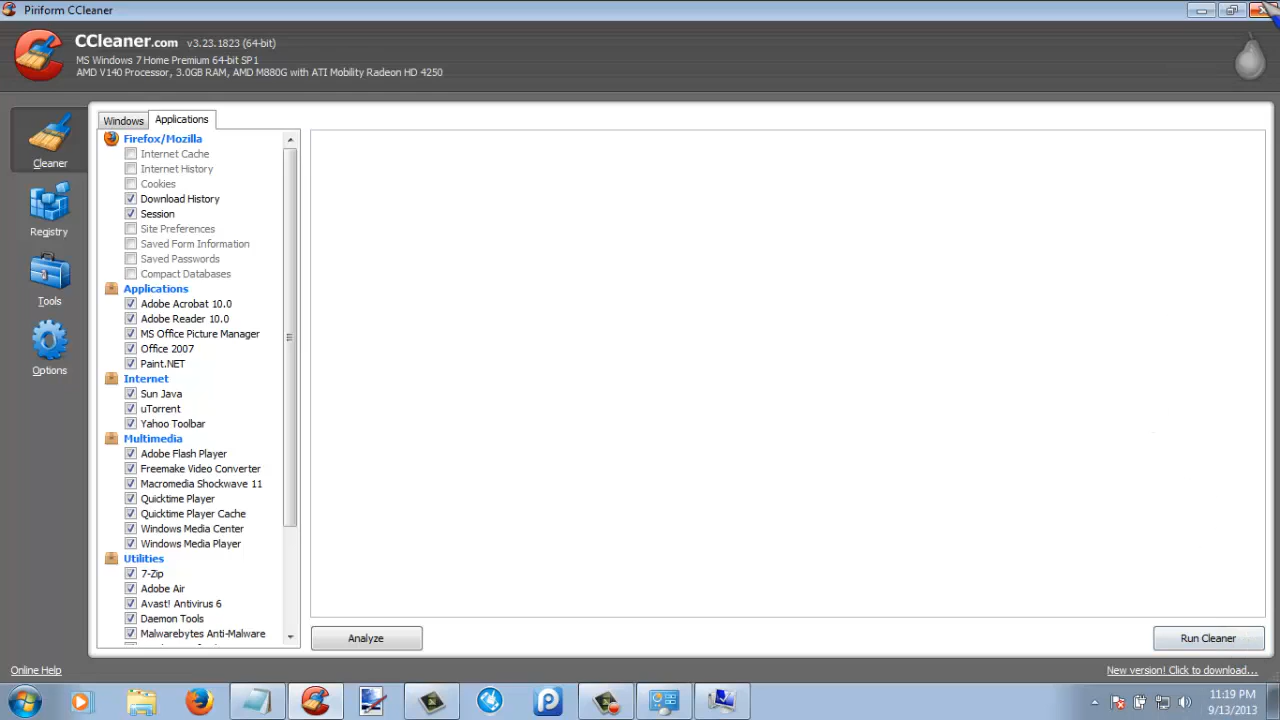 Piriform CCleaner
CCleaner.com v3.23.1823 (64-bit)
MS Windows 7 Home Premium 64-bit SP1
AMD V140 Processor, 3.0GB RAM, AMD M880G with ATI Mobility Radeon HD 4250
Cleaner
Registry
Tools
Options
Windows
Applications
Firefox/Mozilla
Internet Cache
Internet History
Cookies
Download History
Session
Site Preferences
Saved Form Information
Saved Passwords
Compact Databases
Applications
Adobe Acrobat 10.0
Adobe Reader 10.0
MS Office Picture Manager
Office 2007
Paint.NET
Internet
Sun Java
uTorrent
Yahoo Toolbar
Multimedia
Adobe Flash Player
Freemake Video Converter
Macromedia Shockwave 11
Quicktime Player
Quicktime Player Cache
Windows Media Center
Windows Media Player
Utilities
7-Zip
Adobe Air
Avast! Antivirus 6
Daemon Tools
Malwarebytes Anti-Malware
Analyze
Run Cleaner
Online Help
New version! Click to download...
11:19 PM
9/13/2013